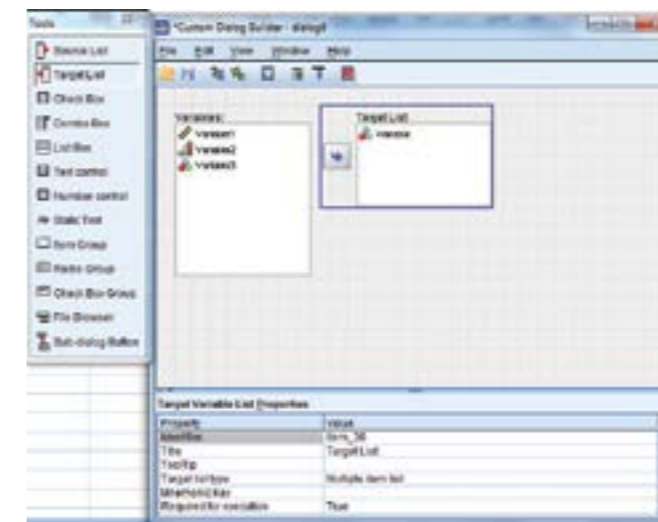 Tools
Source List
Target List
Check Box
Combo Box
List Box
Text control
Number control
Static Text
Item Group
Radio Group
Check Box Group
File Browser
Sub-dialog Button
*Custom Dialog Builder - dialog1
File Edit View Window Help
Variables:
Variable1
Variable2
Variable3
Target List
Variable
Target Variable List Properties
Property Value
Identifier
Title Target List
ToolTip
Target list type Multiple item list
Mnemonic Key
Required for execution True